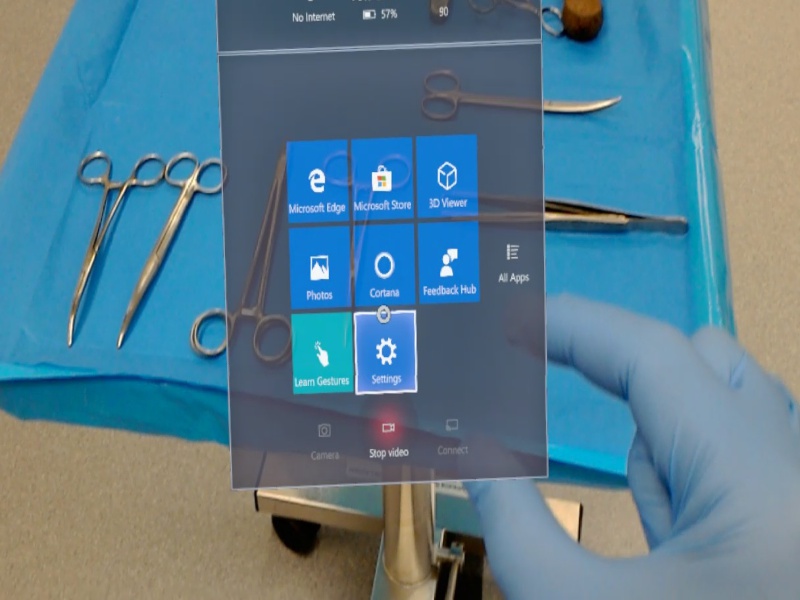 No Internet
57%
90
Microsoft Edge
Microsoft Store
3D Viewer
Photos
Cortana
Feedback Hub
All Apps
Learn Gestures
Settings
Camera
Stop video
Connect